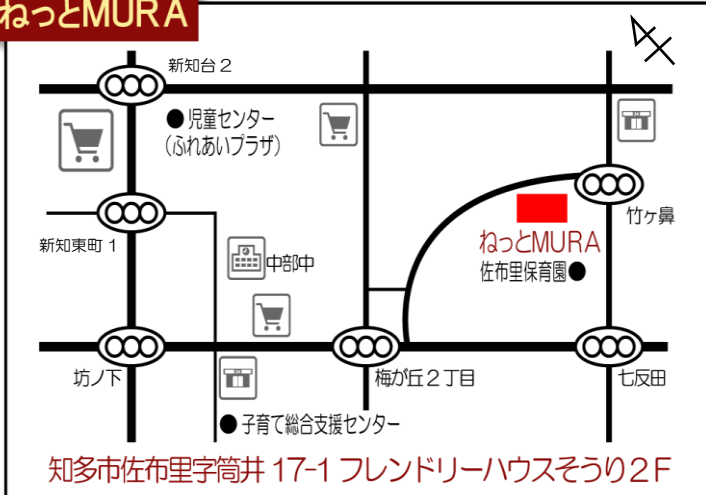 ねっとMURA
新知台2
●児童センター
(ふれあいプラザ)
竹ヶ鼻
ねっとMURA
佐布里保育園●
新知東町1
中部中
坊ノ下
梅が丘2丁目
七反田
●子育て総合支援センター
知多市佐布里字筒井 17-1 フレンドリーハウスそうり2F